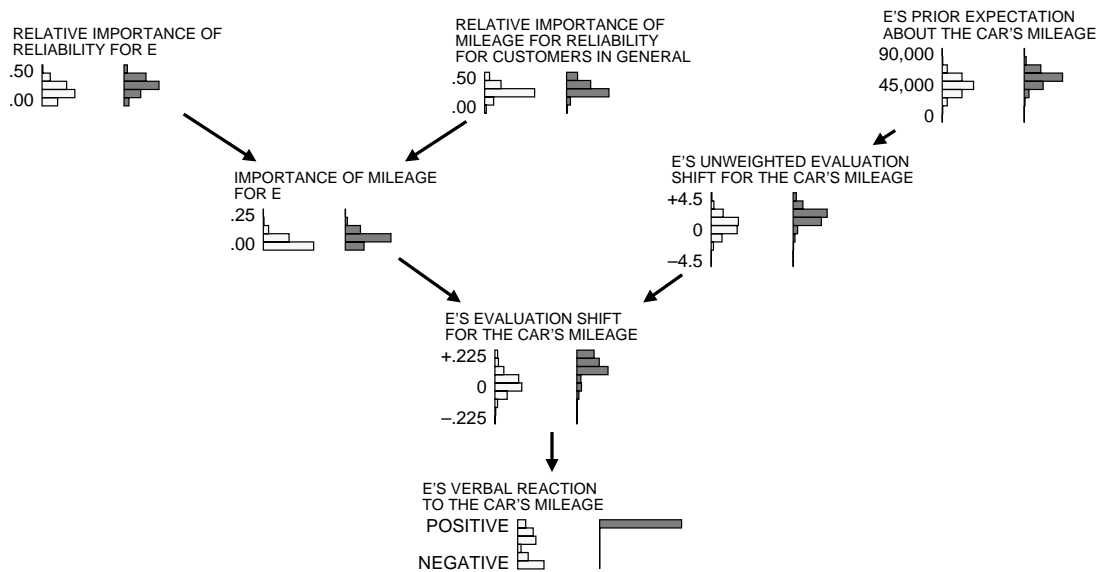 RELATIVE IMPORTANCE OF
RELIABILITY FOR E
.50
.00
RELATIVE IMPORTANCE OF
MILEAGE FOR RELIABILITY
FOR CUSTOMERS IN GENERAL
.50
.00
E'S PRIOR EXPECTATION
ABOUT THE CAR'S MILEAGE
90,000
45,000
0
IMPORTANCE OF MILEAGE
FOR E
.25
.00
E'S UNWEIGHTED EVALUATION
SHIFT FOR THE CAR'S MILEAGE
+4.5
0
–4.5
E'S EVALUATION SHIFT
FOR THE CAR'S MILEAGE
+.225
0
–.225
E'S VERBAL REACTION
TO THE CAR'S MILEAGE
POSITIVE
NEGATIVE